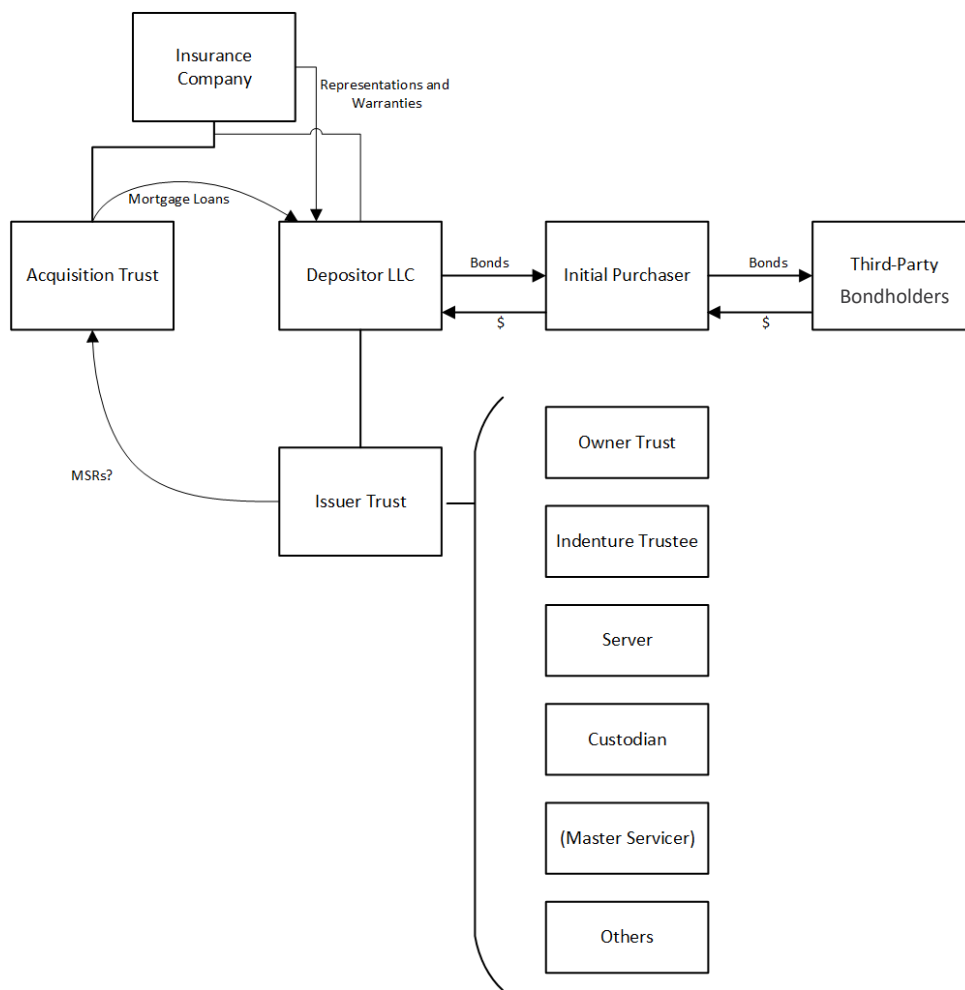 Insurance
Company
Representations and
Warranties
Mortgage Loans
Acquisition Trust
Depositor LLC
Bonds
$
Initial Purchaser
Bonds
$
Third-Party
Bondholders
MSRs?
Issuer Trust
Owner Trust
Indenture Trustee
Server
Custodian
(Master Servicer)
Others